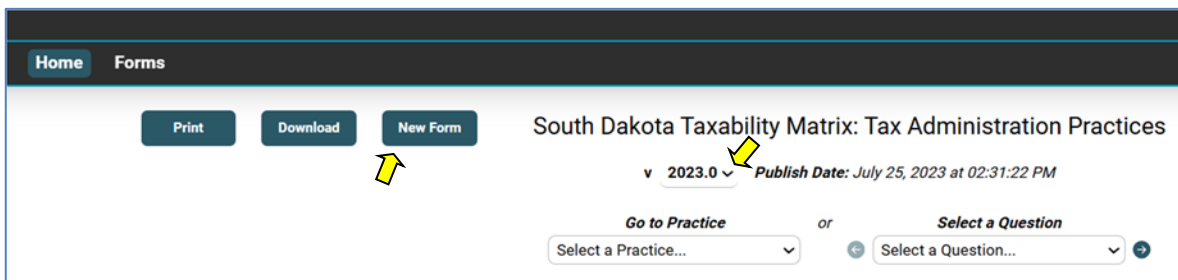 Home Forms
Print Download New Form South Dakota Taxability Matrix: Tax Administration Practices
v 2023.0 Publish Date: July 25, 2023 at 02:31:22 PM
Go to Practice or Select a Question
Select a Practice... Select a Question...